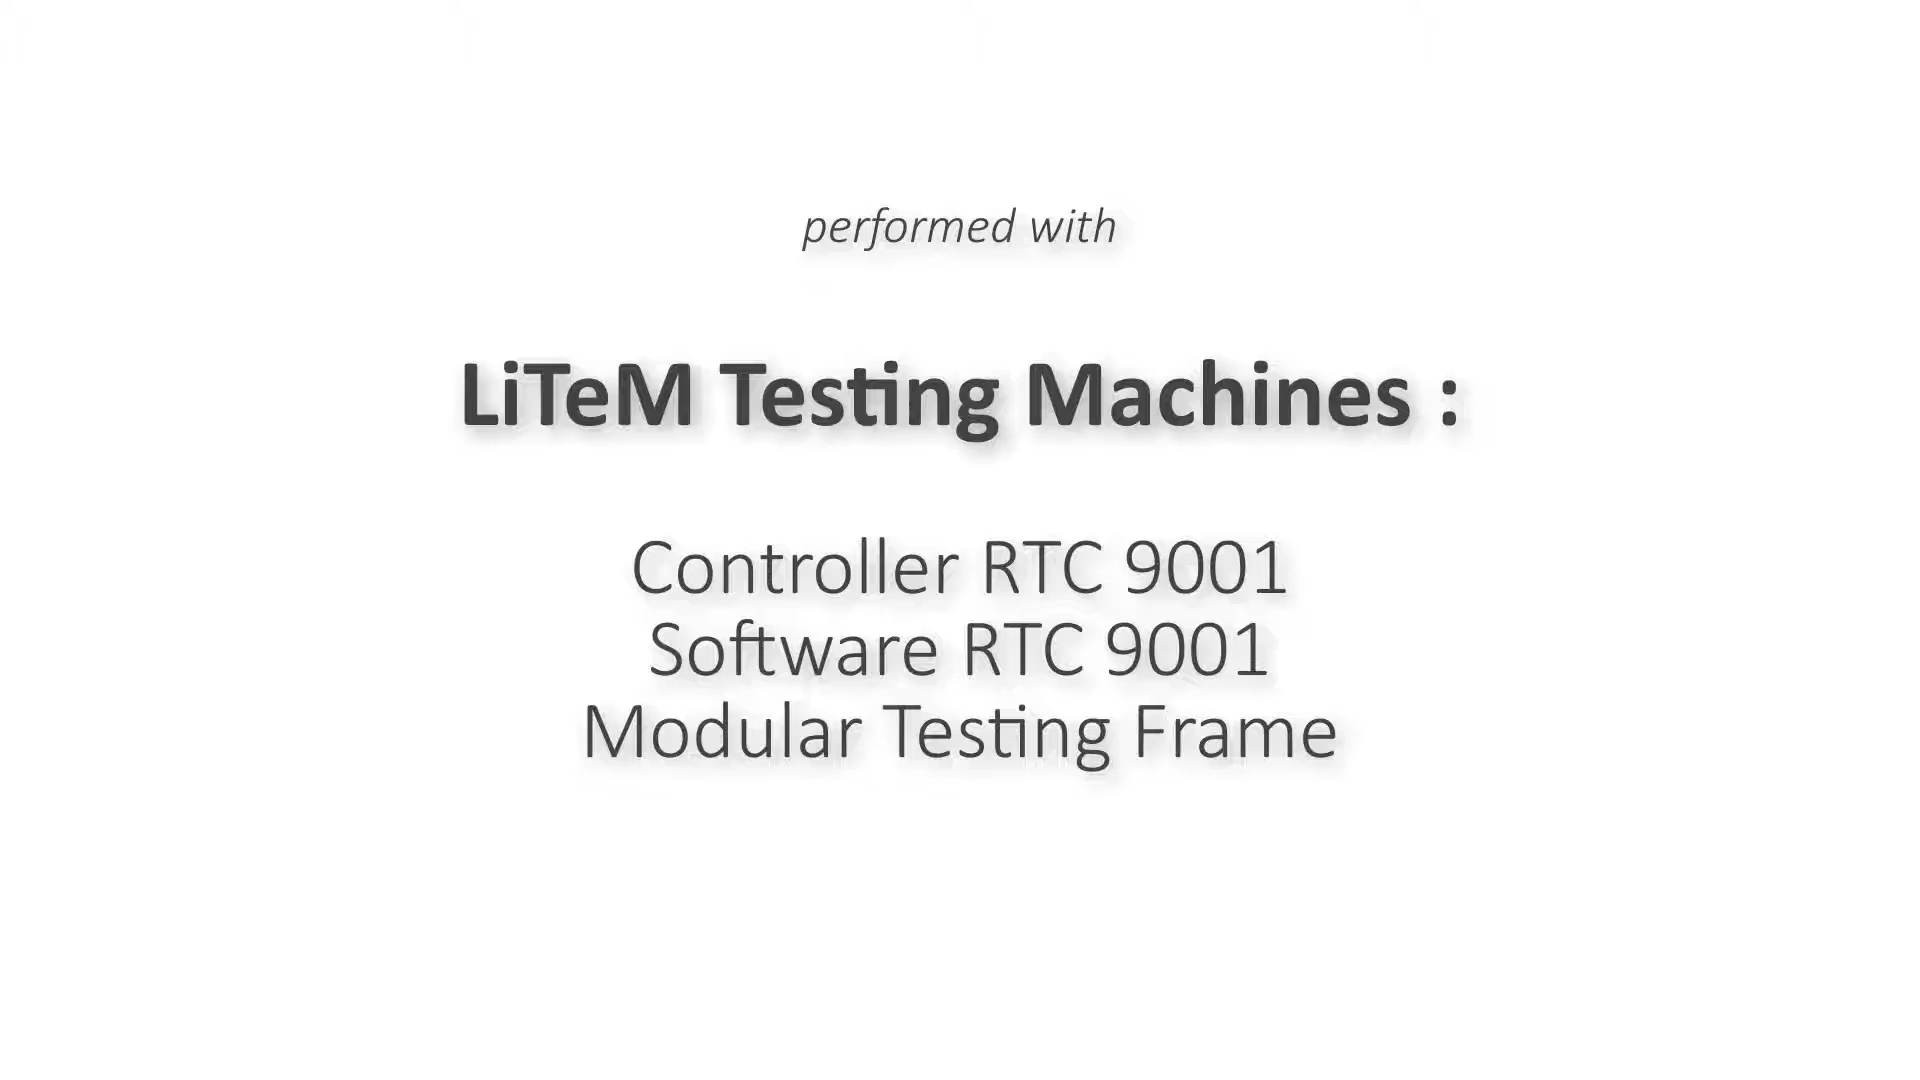 performed with
LiTeM Testing Machines :
Controller RTC 9001
Software RTC 9001
Modular Testing Frame